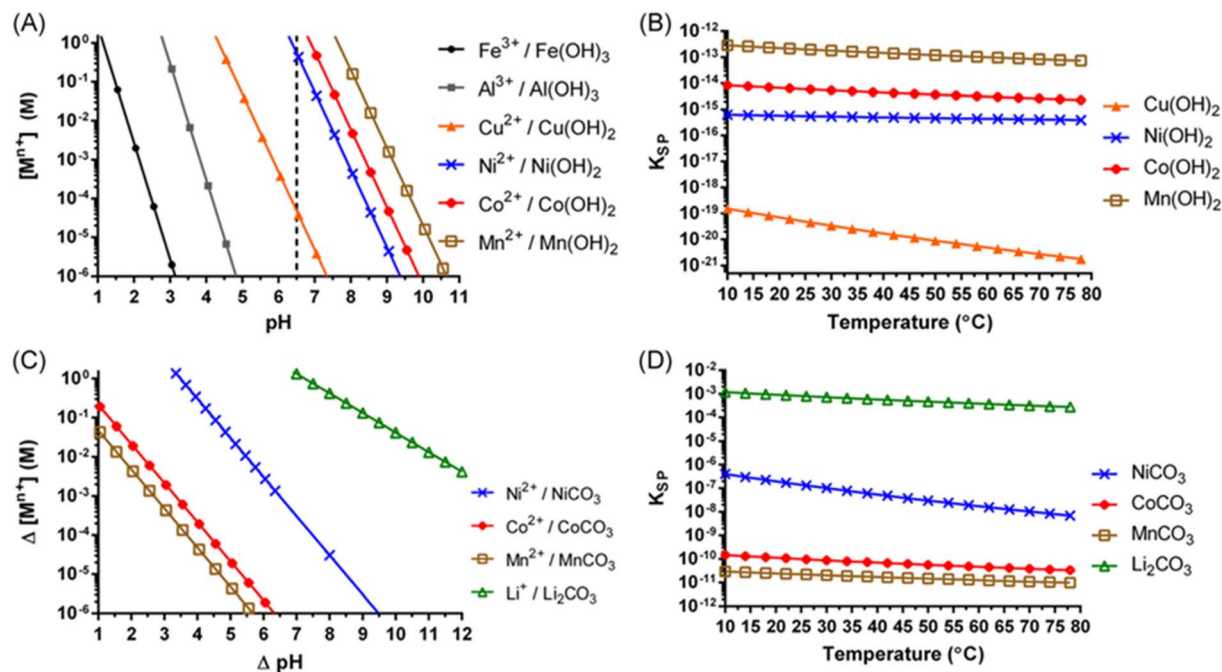 (A)
[Mⁿ⁺] (M)
10⁰
10⁻¹
10⁻²
10⁻³
10⁻⁴
10⁻⁵
10⁻⁶
1 2 3 4 5 6 7 8 9 10 11
pH
Fe³⁺ / Fe(OH)₃
Al³⁺ / Al(OH)₃
Cu²⁺ / Cu(OH)₂
Ni²⁺ / Ni(OH)₂
Co²⁺ / Co(OH)₂
Mn²⁺ / Mn(OH)₂
(B)
K_SP
10⁻¹²
10⁻¹³
10⁻¹⁴
10⁻¹⁵
10⁻¹⁶
10⁻¹⁷
10⁻¹⁸
10⁻¹⁹
10⁻²⁰
10⁻²¹
10 15 20 25 30 35 40 45 50 55 60 65 70 75 80
Temperature (°C)
Cu(OH)₂
Ni(OH)₂
Co(OH)₂
Mn(OH)₂
(C)
Δ [Mⁿ⁺] (M)
10⁰
10⁻¹
10⁻²
10⁻³
10⁻⁴
10⁻⁵
10⁻⁶
1 2 3 4 5 6 7 8 9 10 11 12
Δ pH
Ni²⁺ / NiCO₃
Co²⁺ / CoCO₃
Mn²⁺ / MnCO₃
Li⁺ / Li₂CO₃
(D)
K_SP
10⁻²
10⁻³
10⁻⁴
10⁻⁵
10⁻⁶
10⁻⁷
10⁻⁸
10⁻⁹
10⁻¹⁰
10⁻¹¹
10⁻¹²
10 15 20 25 30 35 40 45 50 55 60 65 70 75 80
Temperature (°C)
NiCO₃
CoCO₃
MnCO₃
Li₂CO₃